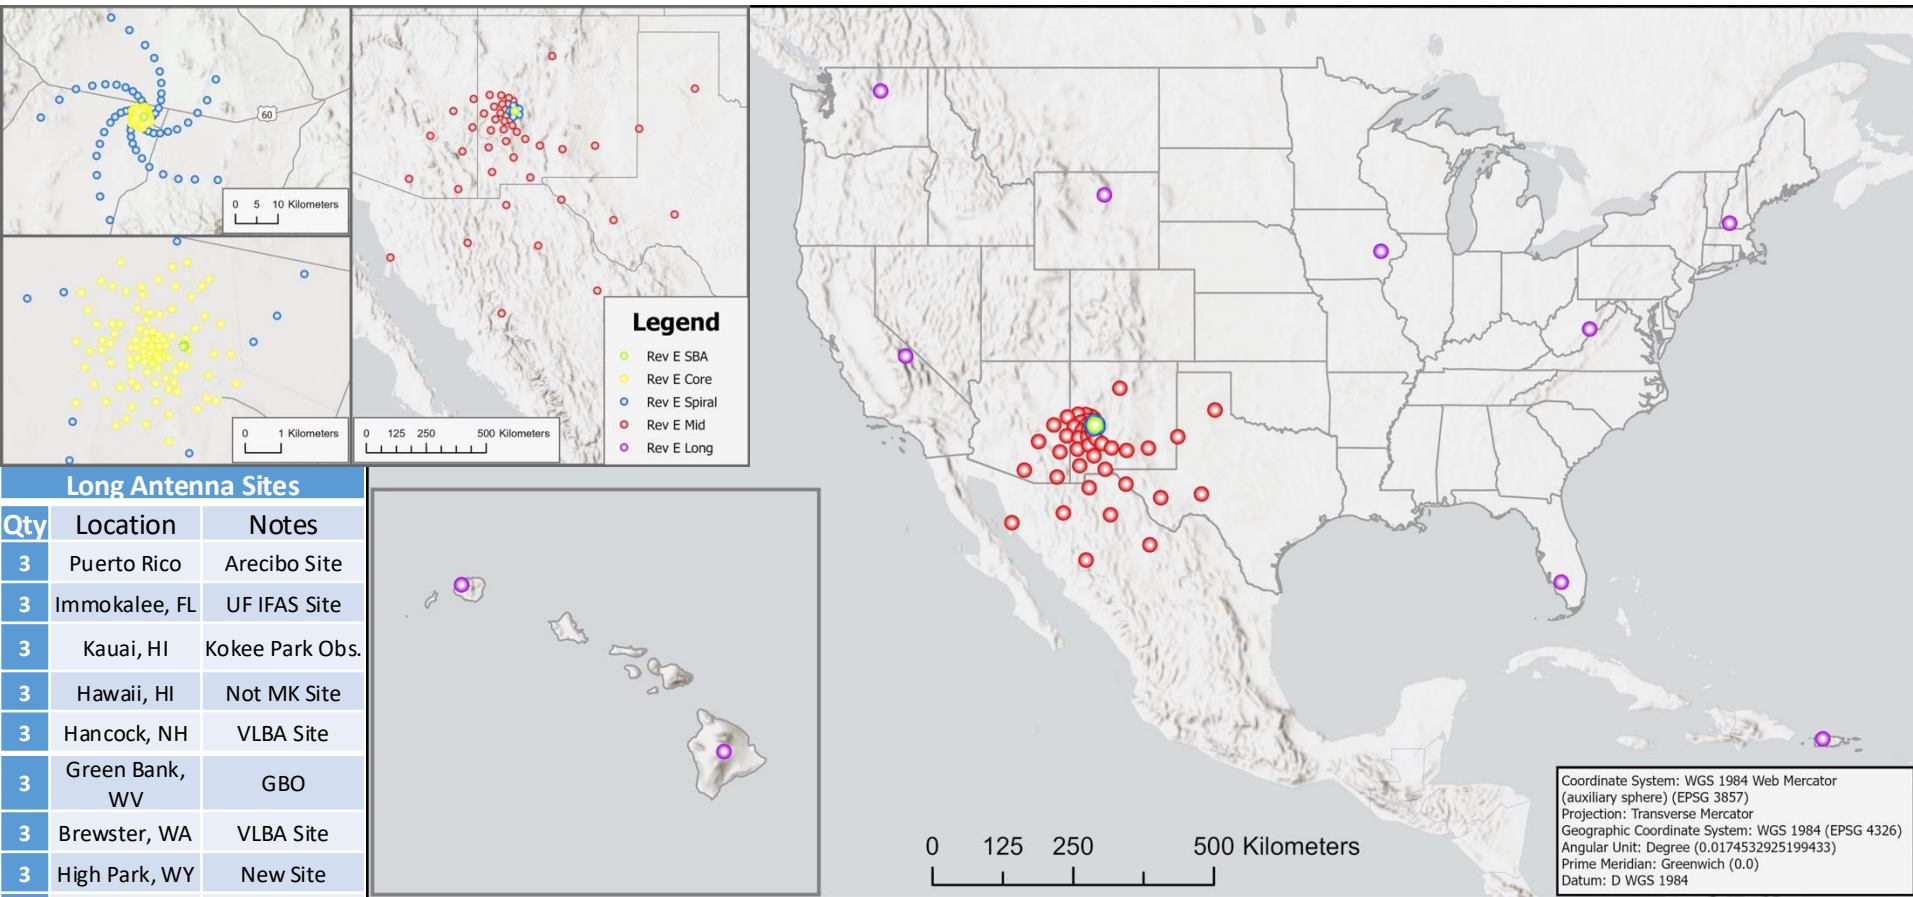 60
0 5 10 Kilometers
0 1 Kilometers
0 125 250 500 Kilometers
Legend
Rev E SBA
Rev E Core
Rev E Spiral
Rev E Mid
Rev E Long
Long Antenna Sites
Qty Location Notes
3 Puerto Rico Arecibo Site
3 Immokalee, FL UF IFAS Site
3 Kauai, HI Kokee Park Obs.
3 Hawaii, HI Not MK Site
3 Hancock, NH VLBA Site
3 Green Bank, WV GBO
3 Brewster, WA VLBA Site
3 High Park, WY New Site
0 125 250 500 Kilometers
Coordinate System: WGS 1984 Web Mercator
(auxiliary sphere) (EPSG 3857)
Projection: Transverse Mercator
Geographic Coordinate System: WGS 1984 (EPSG 4326)
Angular Unit: Degree (0.0174532925199433)
Prime Meridian: Greenwich (0.0)
Datum: D WGS 1984